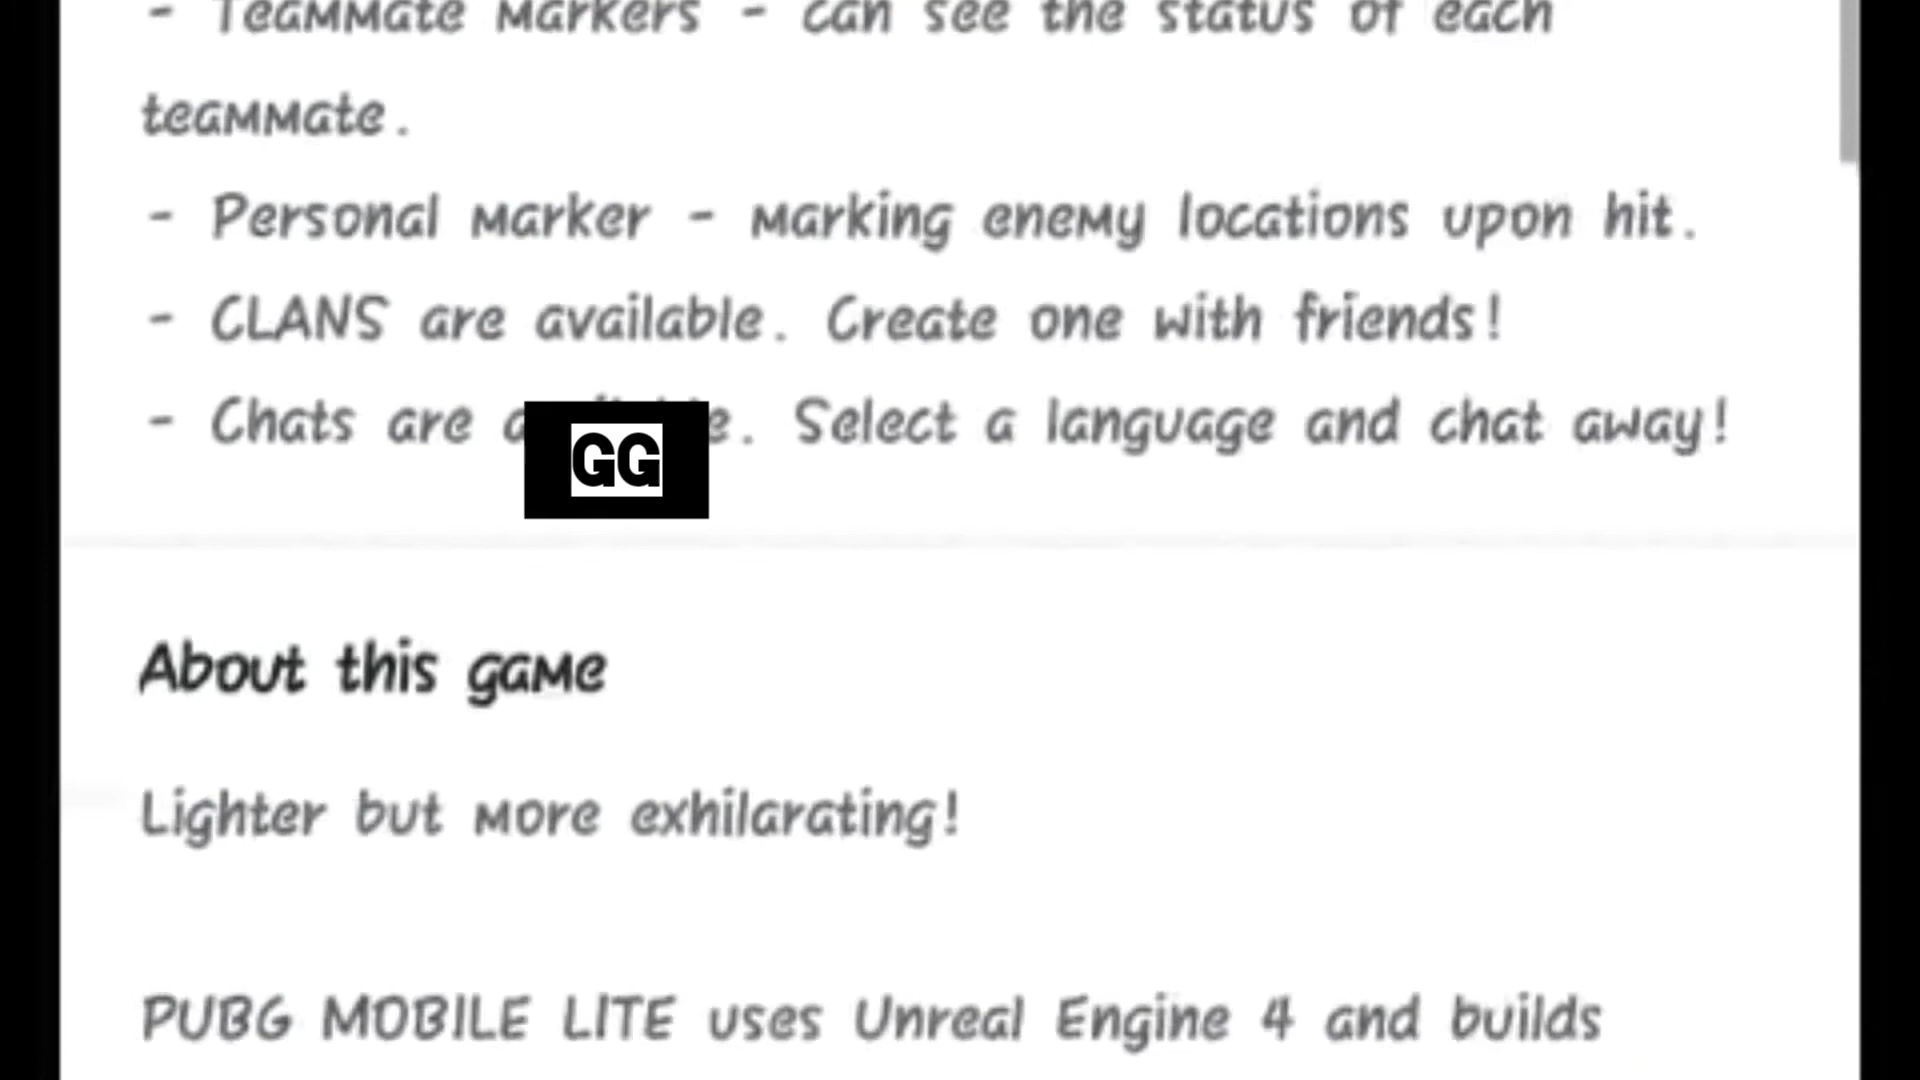 - Teammate markers - can see the status of each
teammate.
- Personal marker - marking enemy locations upon hit.
- CLANS are available. Create one with friends!
- Chats are e. Select a language and chat away!
GG
About this game
Lighter but more exhilarating!
PUBG MOBILE LITE uses Unreal Engine 4 and builds